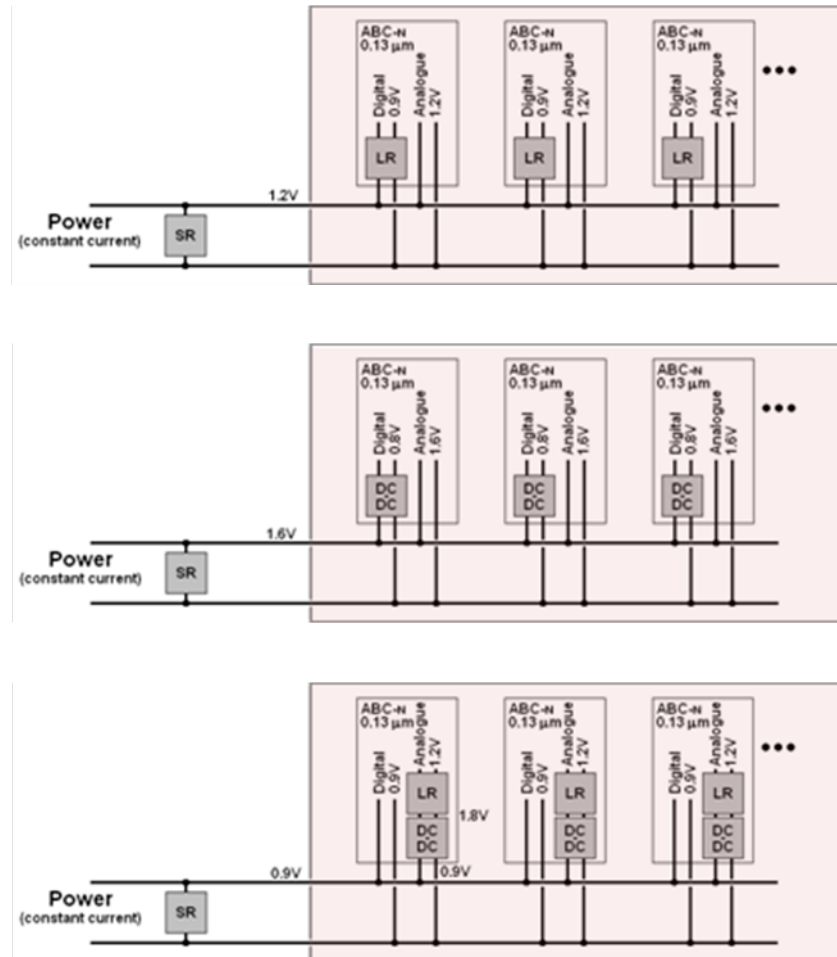 ABC-N
0.13 μm
Digital
0.9V
Analogue
1.2V
LR
ABC-N
0.13 μm
Digital
0.9V
Analogue
1.2V
LR
ABC-N
0.13 μm
Digital
0.9V
Analogue
1.2V
LR
1.2V
Power
(constant current)
SR
ABC-N
0.13 μm
Digital
0.8V
Analogue
1.6V
DC
DC
ABC-N
0.13 μm
Digital
0.8V
Analogue
1.6V
DC
DC
ABC-N
0.13 μm
Digital
0.8V
Analogue
1.6V
DC
DC
1.6V
Power
(constant current)
SR
ABC-N
0.13 μm
Digital
0.9V
Analogue
1.2V
LR
DC
DC
1.8V
0.9V
ABC-N
0.13 μm
Digital
0.9V
Analogue
1.2V
LR
DC
DC
ABC-N
0.13 μm
Digital
0.9V
Analogue
1.2V
LR
DC
DC
0.9V
Power
(constant current)
SR